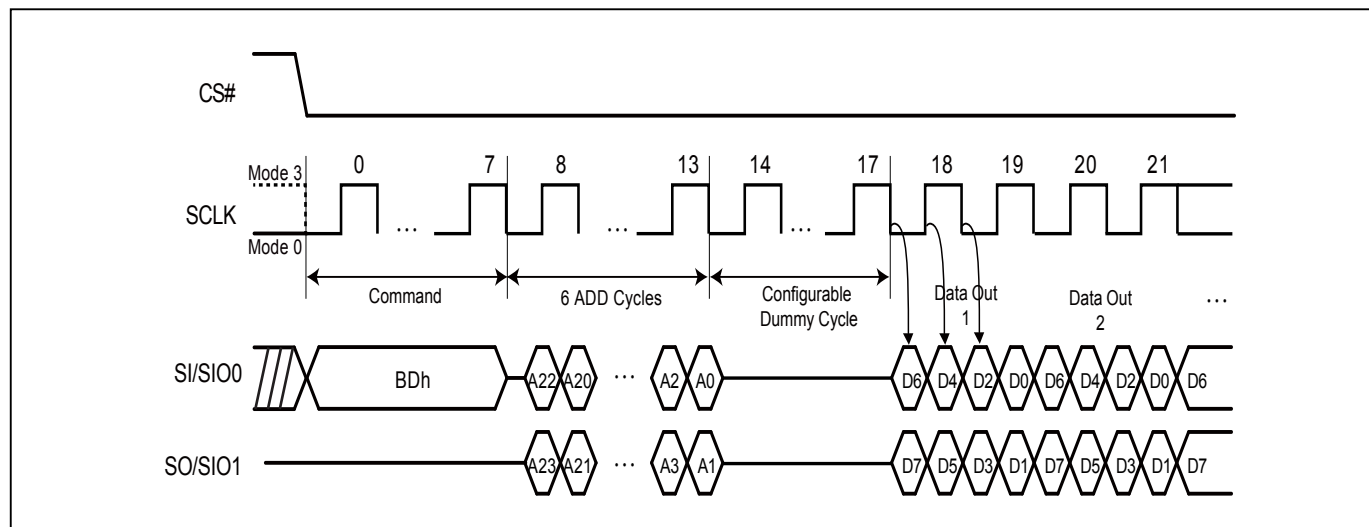 CS#
Mode 3
0 7 8 13 14 17 18 19 20 21
SCLK
... ... ...
Mode 0
Command
6 ADD Cycles
Configurable
Dummy Cycle
Data Out
1
Data Out
2
...
SI/SIO0
BDh
A22 A20 ... A2 A0 D6 D4 D2 D0 D6 D4 D2 D0 D6
SO/SIO1
A23 A21 ... A3 A1 D7 D5 D3 D1 D7 D5 D3 D1 D7